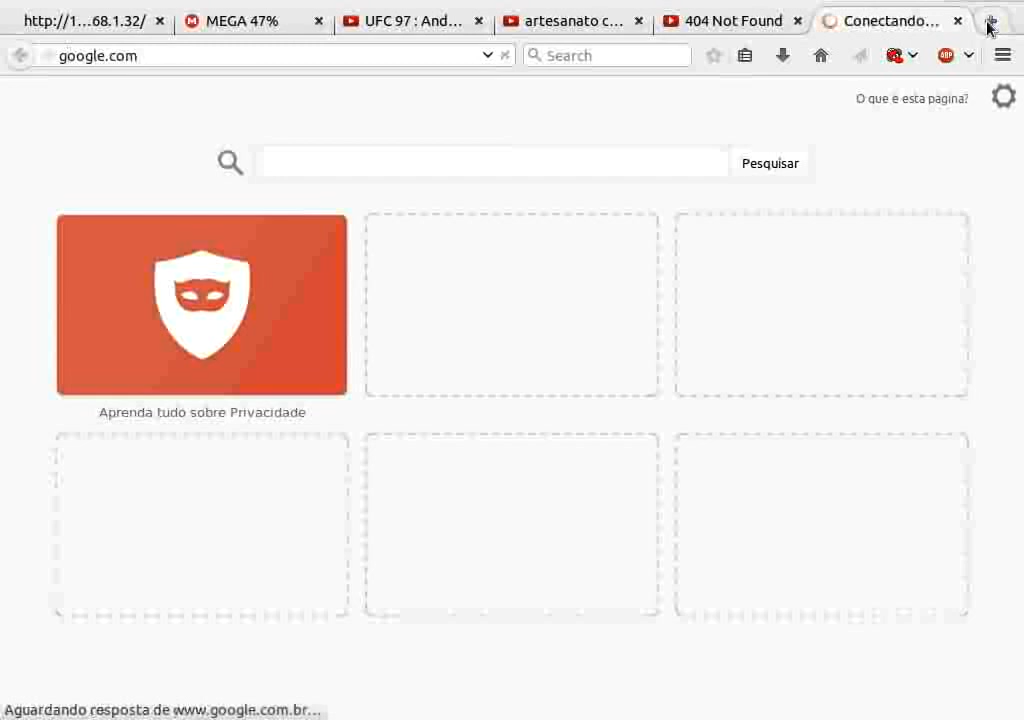 http://1...68.1.32/
MEGA 47%
UFC 97 : And...
artesanato c...
404 Not Found
Conectando...
google.com
Search
ABP
O que é esta página?
Pesquisar
Aprenda tudo sobre Privacidade
Aguardando resposta de www.google.com.br...